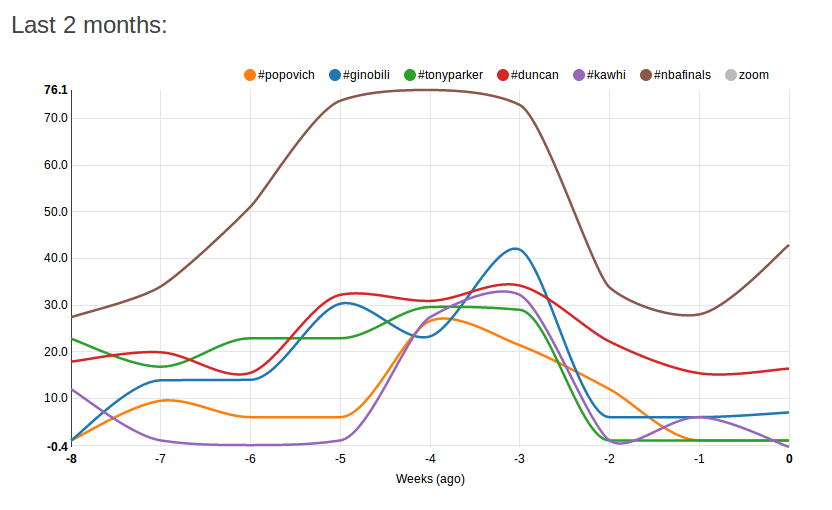 Last 2 months:
#popovich #ginobili #tonyparker #duncan #kawhi #nbafinals zoom
76.1
70.0
60.0
50.0
40.0
30.0
20.0
10.0
-0.4
-8 -7 -6 -5 -4 -3 -2 -1 0
Weeks (ago)